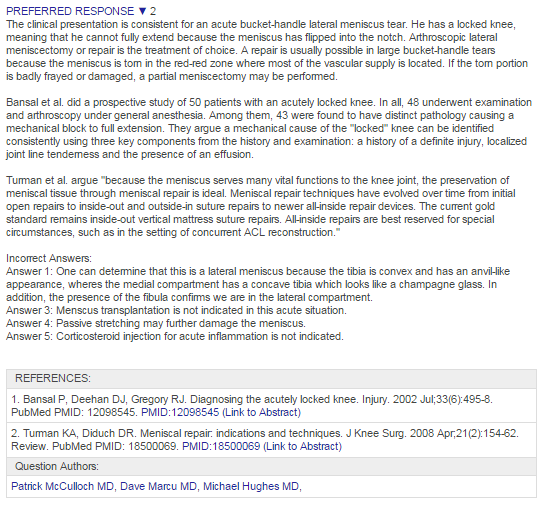 PREFERRED RESPONSE ▼ 2
The clinical presentation is consistent for an acute bucket-handle lateral meniscus tear. He has a locked knee,
meaning that he cannot fully extend because the meniscus has flipped into the notch. Arthroscopic lateral
meniscectomy or repair is the treatment of choice. A repair is usually possible in large bucket-handle tears
because the meniscus is torn in the red-red zone where most of the vascular supply is located. If the torn portion
is badly frayed or damaged, a partial meniscectomy may be performed.

Bansal et al. did a prospective study of 50 patients with an acutely locked knee. In all, 48 underwent examination
and arthroscopy under general anesthesia. Among them, 43 were found to have distinct pathology causing a
mechanical block to full extension. They argue a mechanical cause of the "locked" knee can be identified
consistently using three key components from the history and examination: a history of a definite injury, localized
joint line tenderness and the presence of an effusion.

Turman et al. argue "because the meniscus serves many vital functions to the knee joint, the preservation of
meniscal tissue through meniscal repair is ideal. Meniscal repair techniques have evolved over time from initial
open repairs to inside-out and outside-in suture repairs to newer all-inside repair devices. The current gold
standard remains inside-out vertical mattress suture repairs. All-inside repairs are best reserved for special
circumstances, such as in the setting of concurrent ACL reconstruction."

Incorrect Answers:
Answer 1: One can determine that this is a lateral meniscus because the tibia is convex and has an anvil-like
appearance, wheres the medial compartment has a concave tibia which looks like a champagne glass. In
addition, the presence of the fibula confirms we are in the lateral compartment.
Answer 3: Menscus transplantation is not indicated in this acute situation.
Answer 4: Passive stretching may further damage the meniscus.
Answer 5: Corticosteroid injection for acute inflammation is not indicated.

REFERENCES:
1. Bansal P, Deehan DJ, Gregory RJ. Diagnosing the acutely locked knee. Injury. 2002 Jul;33(6):495-8.
PubMed PMID: 12098545. PMID:12098545 (Link to Abstract)
2. Turman KA, Diduch DR. Meniscal repair: indications and techniques. J Knee Surg. 2008 Apr;21(2):154-62.
Review. PubMed PMID: 18500069. PMID:18500069 (Link to Abstract)
Question Authors:
Patrick McCulloch MD, Dave Marcu MD, Michael Hughes MD,